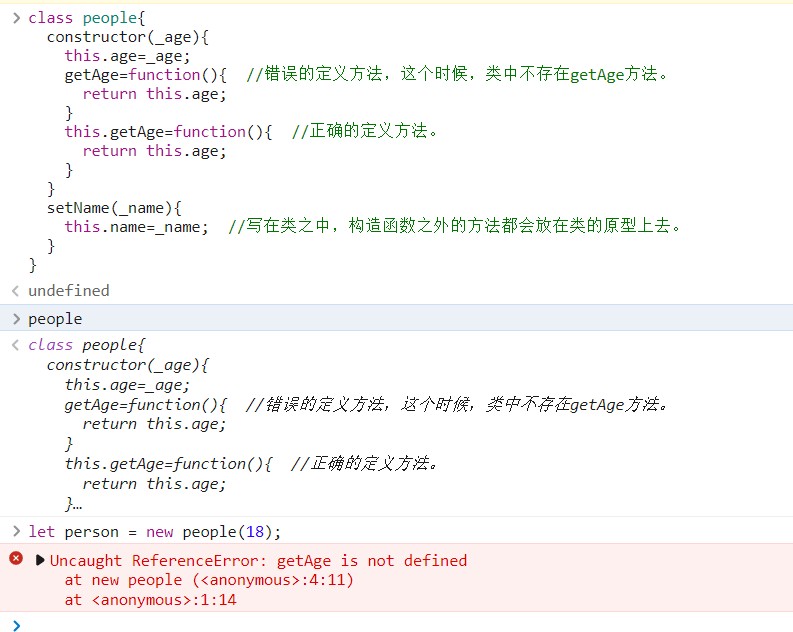 class people{
constructor(_age){
this.age=_age;
getAge=function(){ //错误的定义方法，这个时候，类中不存在getAge方法。
return this.age;
}
this.getAge=function(){ //正确的定义方法。
return this.age;
}
}
setName(_name){
this.name=_name; //写在类之中，构造函数之外的方法都会放在类的原型上去。
}
}
undefined
people
class people{
constructor(_age){
this.age=_age;
getAge=function(){ //错误的定义方法，这个时候，类中不存在getAge方法。
return this.age;
}
this.getAge=function(){ //正确的定义方法。
return this.age;
}…
let person = new people(18);
Uncaught ReferenceError: getAge is not defined
at new people (<anonymous>:4:11)
at <anonymous>:1:14